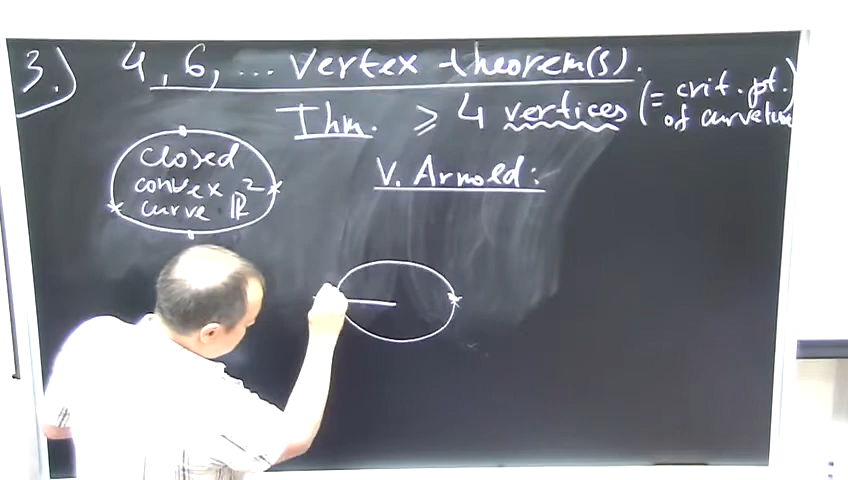 3.) 4, 6, ... Vertex theorem(s).
Thm. ⩾ 4 vertices (= crit. pt. of curvature)
closed
convex
curve ℝ²
V. Arnold: